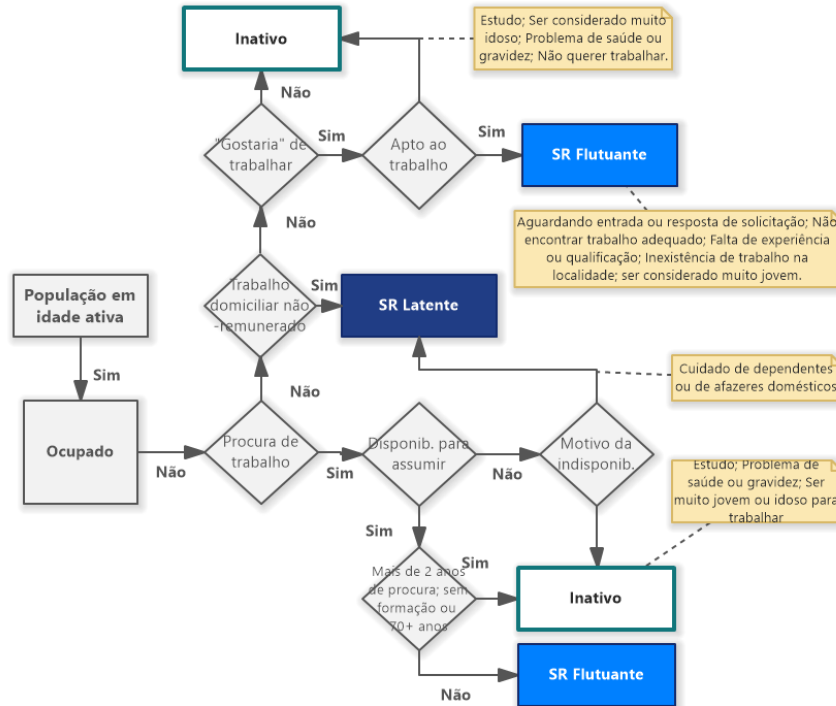 Inativo
Estudo; Ser considerado muito
idoso; Problema de saúde ou
gravidez; Não querer trabalhar.
Não
"Gostaria" de
trabalhar
Sim
Apto ao
trabalho
Sim
SR Flutuante
Não
Aguardando entrada ou resposta de solicitação; Não
encontrar trabalho adequado; Falta de experiência
ou qualificação; Inexistência de trabalho na
localidade; ser considerado muito jovem.
População em
idade ativa
Trabalho
domiciliar não
-remunerado
Sim
SR Latente
Sim
Não
Cuidado de dependentes
ou de afazeres domésticos
Ocupado
Não
Procura de
trabalho
Sim
Disponib. para
assumir
Não
Motivo da
indisponib.
Estudo; Problema de
saúde ou gravidez; Ser
muito jovem ou idoso para
trabalhar
Sim
Mais de 2 anos
de procura; sem
formação ou
70+ anos
Sim
Inativo
Não
SR Flutuante